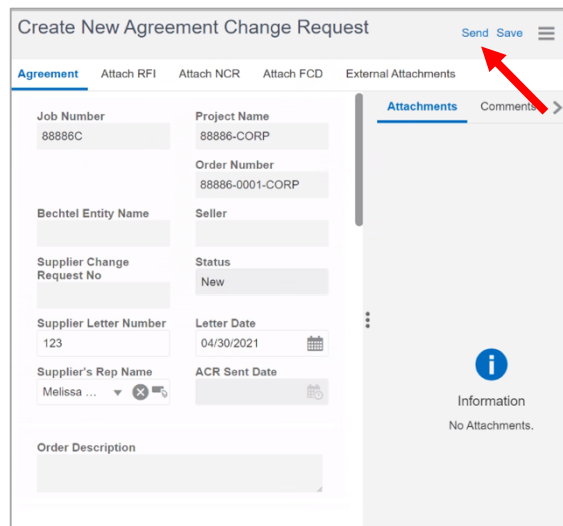 Create New Agreement Change Request
Send Save
Agreement Attach RFI Attach NCR Attach FCD External Attachments
Attachments Comments
Job Number Project Name
88886C 88886-CORP
Order Number
88886-0001-CORP
Bechtel Entity Name Seller
Supplier Change Request No Status
New
Supplier Letter Number Letter Date
123 04/30/2021
Supplier's Rep Name ACR Sent Date
Melissa ...
Order Description
Information
No Attachments.